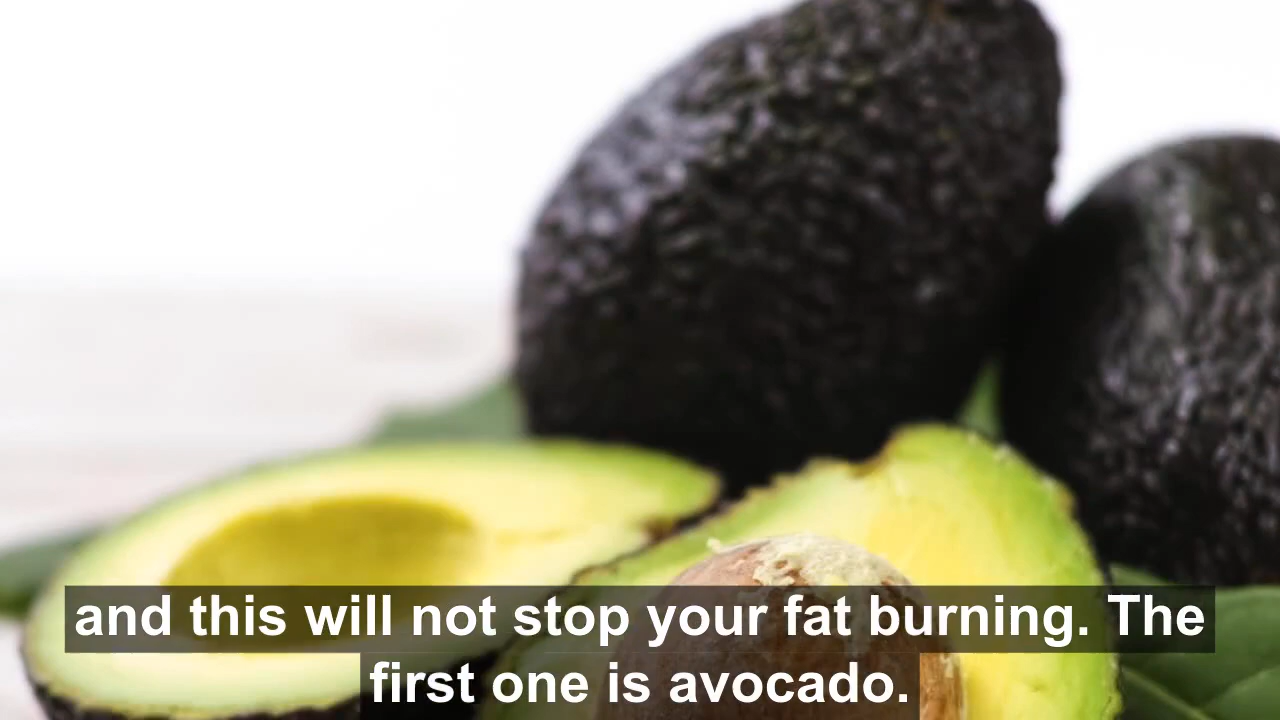 and this will not stop your fat burning. The
first one is avocado.